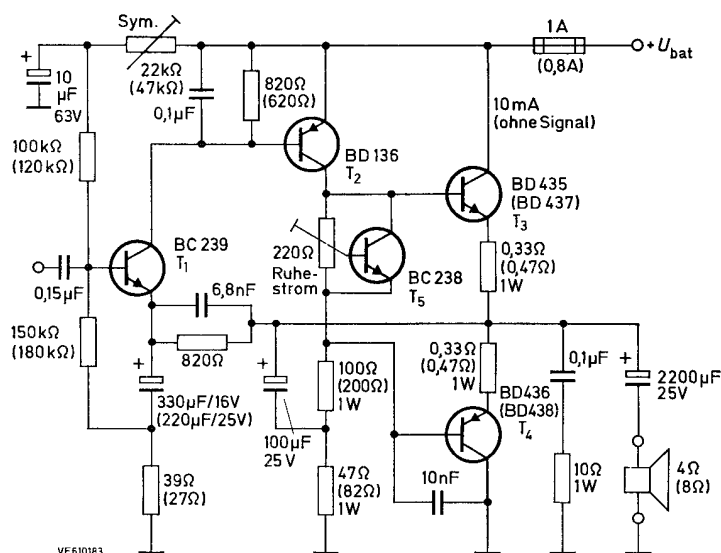 Sym.
22kΩ
(47kΩ)
+
10
µF
63V
0,1µF
820Ω
(620Ω)
1A
(0,8A)
+U bat
10mA
(ohne Signal)
100kΩ
(120kΩ)
BD 136
T2
BD 435
(BD 437)
T3
BC 239
T1
220Ω
Ruhe-
strom
BC 238
T5
0,33Ω
(0,47Ω)
1W
0,15µF
6,8nF
150kΩ
(180kΩ)
820Ω
+
330µF/16V
(220µF/25V)
+
100µF
25V
100Ω
(200Ω)
1W
0,33Ω
(0,47Ω)
1W
BD436
(BD438)
T4
0,1µF
+
2200µF
25V
39Ω
(27Ω)
47Ω
(82Ω)
1W
10nF
10Ω
1W
4Ω
(8Ω)
VE610183